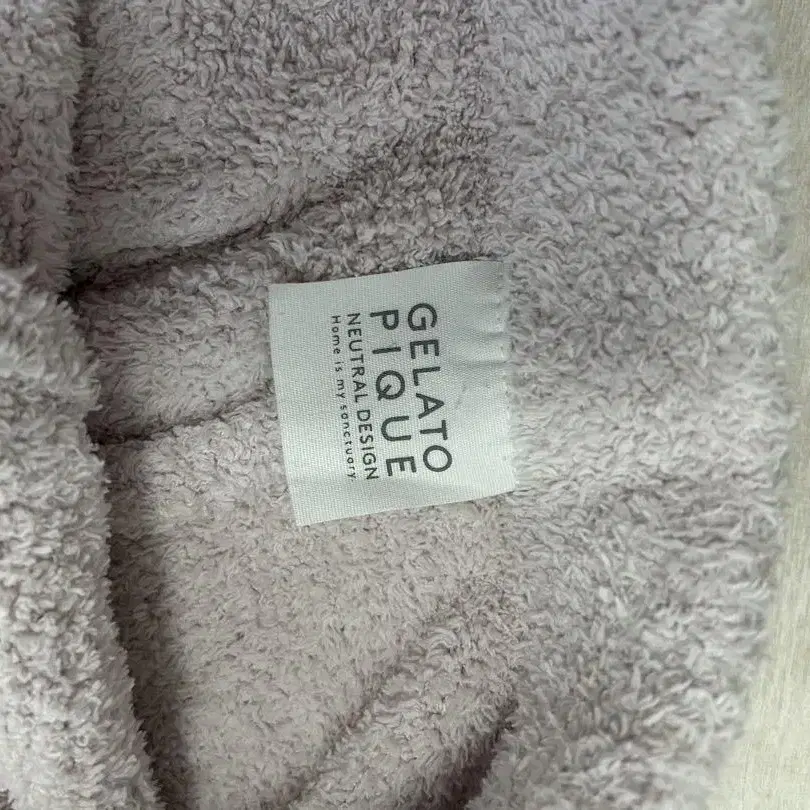 GELATO
PIQUE
NEUTRAL DESIGN
Home is my sanctuary.